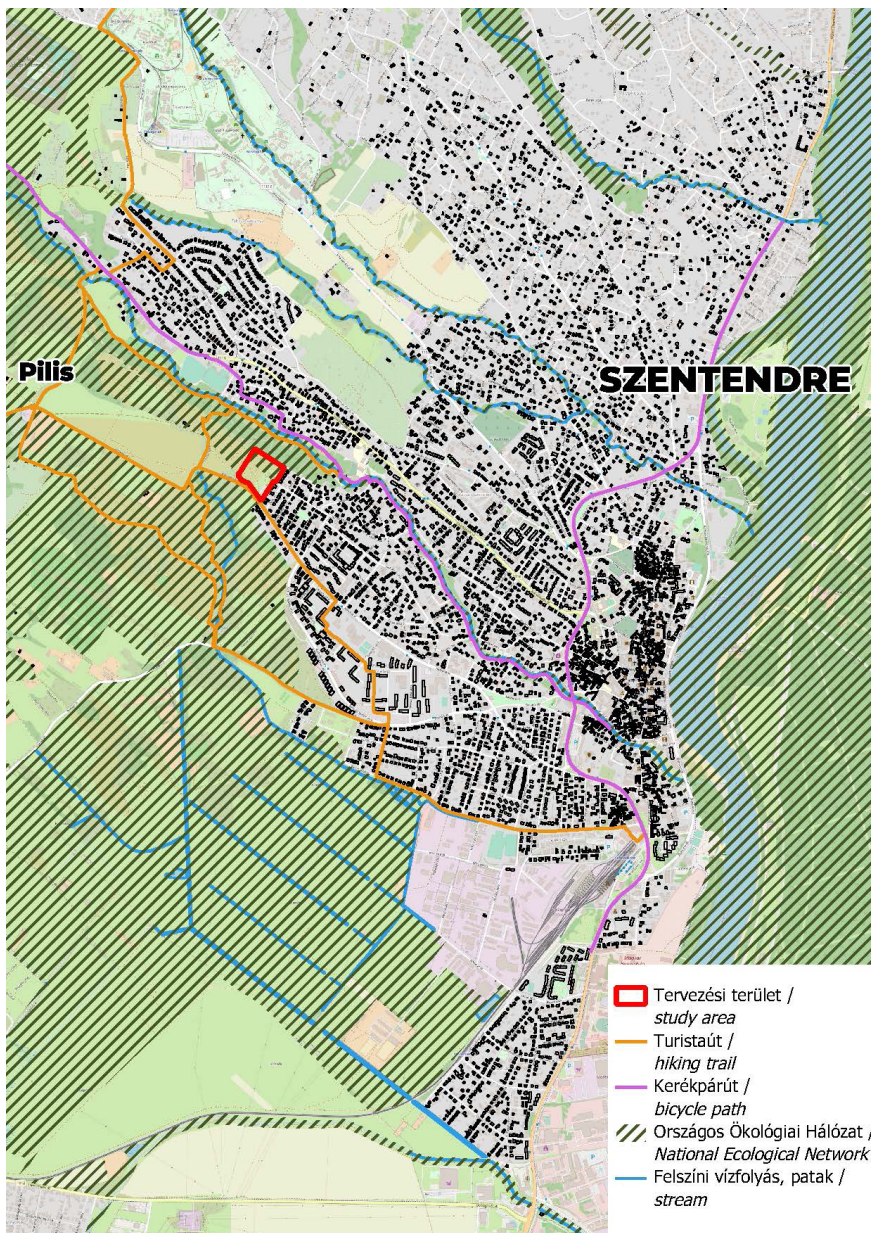 Pilis
SZENTENDRE
Tervezési terület /
study area
Turistaút /
hiking trail
Kerékpárút /
bicycle path
Országos Ökológiai Hálózat /
National Ecological Network
Felszíni vízfolyás, patak /
stream